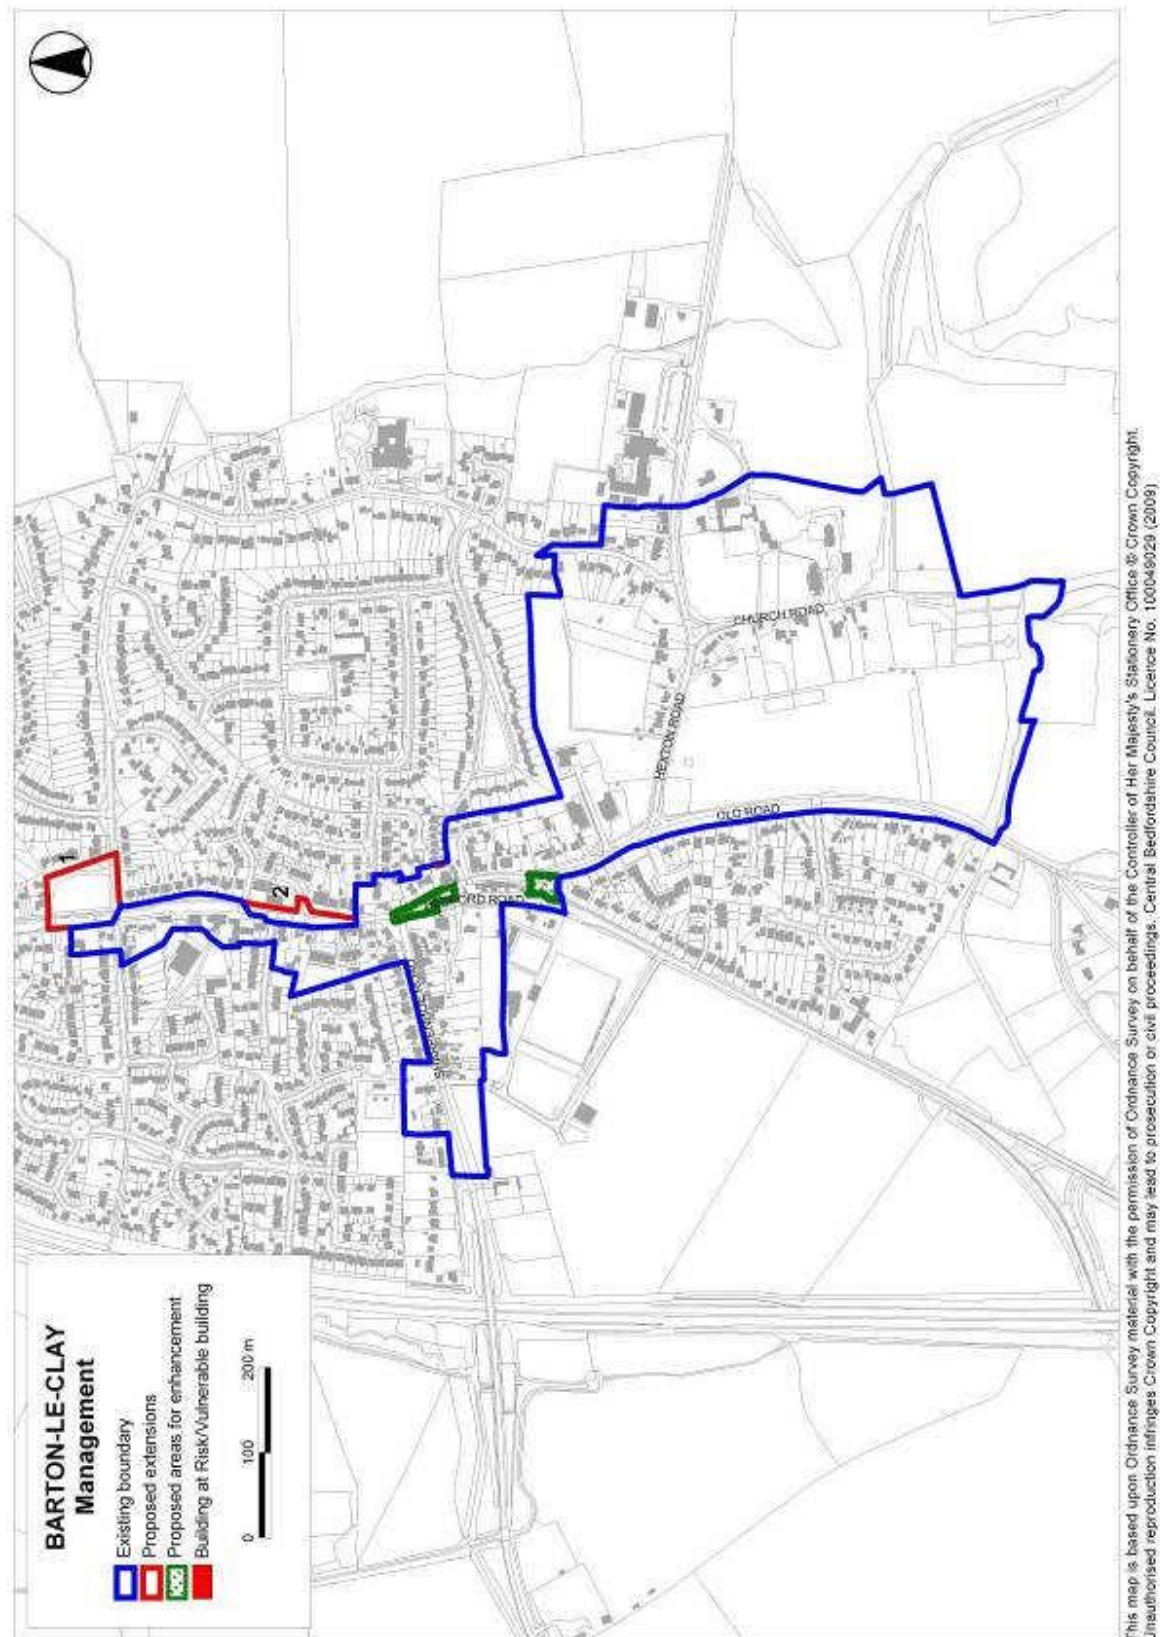 BARTON-LE-CLAY
Management
Existing boundary
Proposed extensions
Proposed areas for enhancement
Building at Risk/Vulnerable building
0 100 200 m
1
2
HEXTON ROAD
CHURCH ROAD
OLD ROAD
ROAD
This map is based upon Ordnance Survey material with the permission of Ordnance Survey on behalf of the Controller of Her Majesty's Stationery Office © Crown Copyright.
Unauthorised reproduction infringes Crown Copyright and may lead to prosecution or civil proceedings. Central Bedfordshire Council. Licence No. 100049029 (2009)